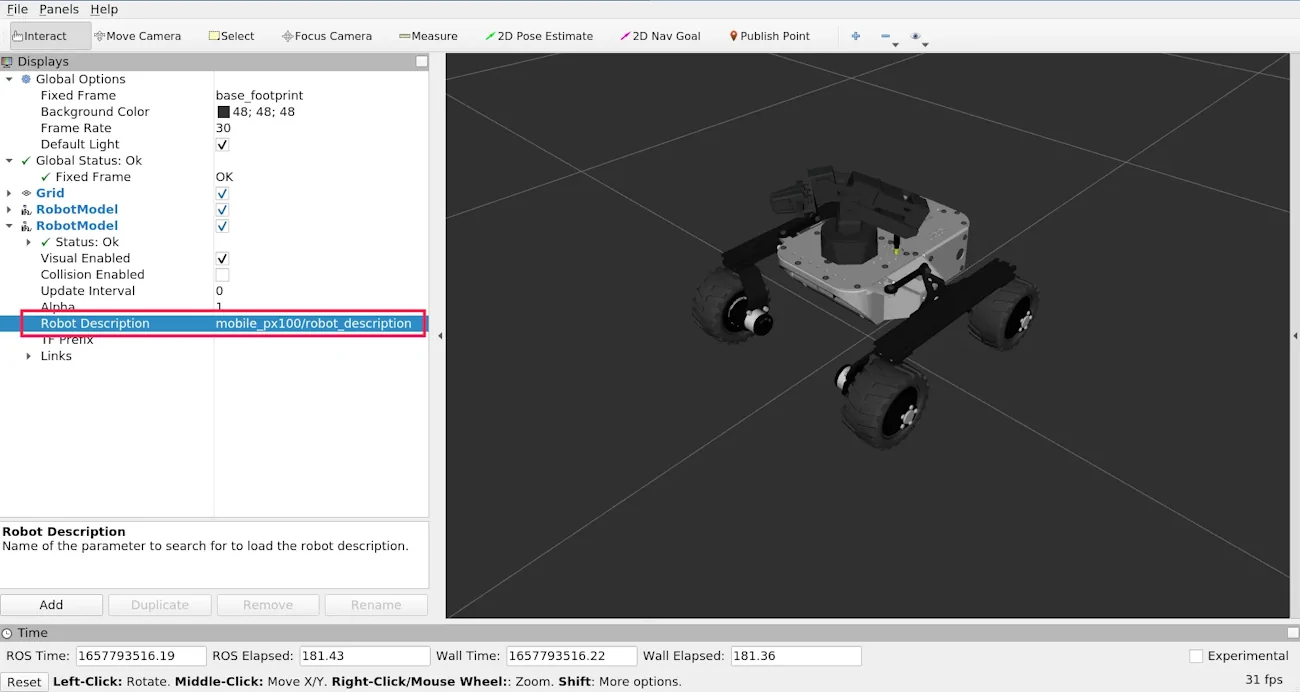 File Panels Help
Interact Move Camera Select Focus Camera Measure 2D Pose Estimate 2D Nav Goal Publish Point
Displays
Global Options
Fixed Frame base_footprint
Background Color 48; 48; 48
Frame Rate 30
Default Light
Global Status: Ok
Fixed Frame OK
Grid
RobotModel
RobotModel
Status: Ok
Visual Enabled
Collision Enabled
Update Interval 0
Alpha 1
Robot Description mobile_px100/robot_description
TF Prefix
Links
Robot Description
Name of the parameter to search for to load the robot description.
Add Duplicate Remove Rename
Time
ROS Time: 1657793516.19 ROS Elapsed: 181.43 Wall Time: 1657793516.22 Wall Elapsed: 181.36 Experimental
Reset Left-Click: Rotate. Middle-Click: Move X/Y. Right-Click/Mouse Wheel:: Zoom. Shift: More options. 31 fps